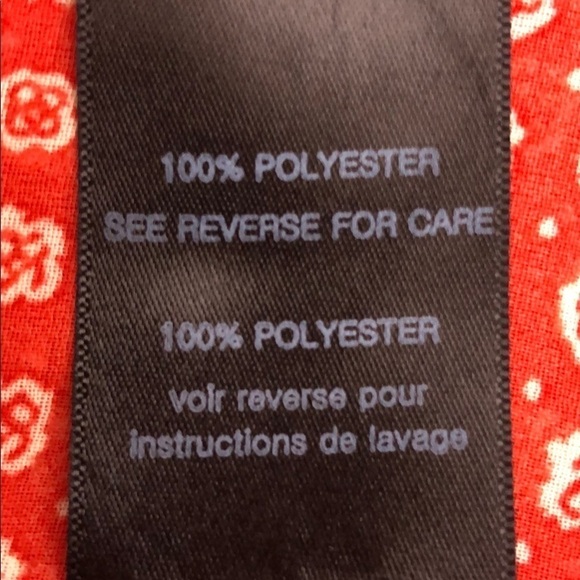 100% POLYESTER
SEE REVERSE FOR CARE
100% POLYESTER
voir reverse pour
instructions de lavage